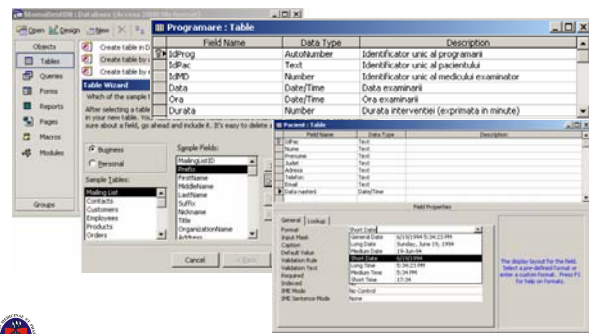 MamaDentDB : Database (Access 2000 file format)
Open Design New
Objects
Tables
Queries
Forms
Reports
Pages
Macros
Modules
Groups
Create table in D
Create table by
Create table by e
Table Wizard
Which of the sample t
After selecting a table
in your new table. You
sure about a field, go ahead and include it. It's easy to delete
Business
Personal
Sample Tables:
Mailing List
Contacts
Customers
Employees
Products
Orders
Sample Fields:
MailingListID
Prefix
FirstName
MiddleName
LastName
Suffix
Nickname
Title
OrganizationName
Address
Cancel
< Back
Programare : Table
Field Name Data Type Description
IdProg AutoNumber Identificator unic al programarii
IdPac Text Identificator unic al pacientului
IdMD Number Identificator unic al medicului examinator
Data Date/Time Data examinarii
Ora Date/Time Ora examinarii
Durata Number Durata interventiei (exprimata in minute)
Pacient : Table
Field Name Data Type Description
IdPac Text
Nume Text
Prenume Text
Judet Text
Adresa Text
Telefon Text
Email Text
Data nasterii Date/Time
Field Properties
General Lookup
Format Short Date
Input Mask General Date 6/19/1994 5:34:23 PM
Caption Long Date Sunday, June 19, 1994
Default Value Medium Date 19-Jun-94
Validation Rule Short Date 6/19/1994
Validation Text Long Time 5:34:23 PM
Required Medium Time 5:34 PM
Indexed Short Time 17:34
IME Mode No Control
IME Sentence Mode None
The display layout for the field.
Select a pre-defined format or
enter a custom format. Press F1
for help on formats.